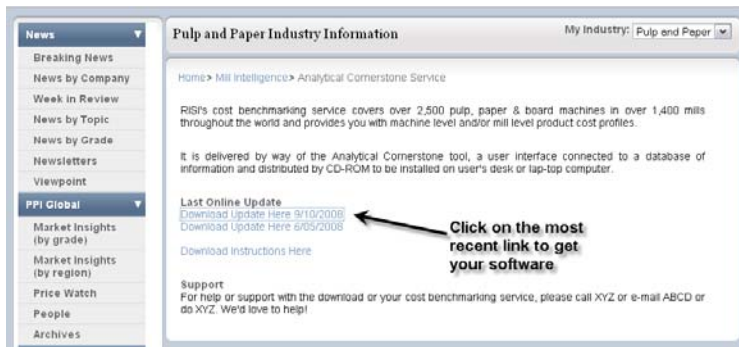 News
Breaking News
News by Company
Week in Review
News by Topic
News by Grade
Newsletters
Viewpoint
PPI Global
Market Insights
(by grade)
Market Insights
(by region)
Price Watch
People
Archives
Pulp and Paper Industry Information
My Industry: Pulp and Paper
Home> Mill Intelligence> Analytical Cornerstone Service
RISI's cost benchmarking service covers over 2,500 pulp, paper & board machines in over 1,400 mills
throughout the world and provides you with machine level and/or mill level product cost profiles.
It is delivered by way of the Analytical Cornerstone tool, a user interface connected to a database of
information and distributed by CD-ROM to be installed on user's desk or lap-top computer.
Last Online Update
Download Update Here 9/10/2008
Download Update Here 6/05/2008
Download Instructions Here
Click on the most
recent link to get
your software
Support
For help or support with the download or your cost benchmarking service, please call XYZ or e-mail ABCD or
do XYZ. We'd love to help!